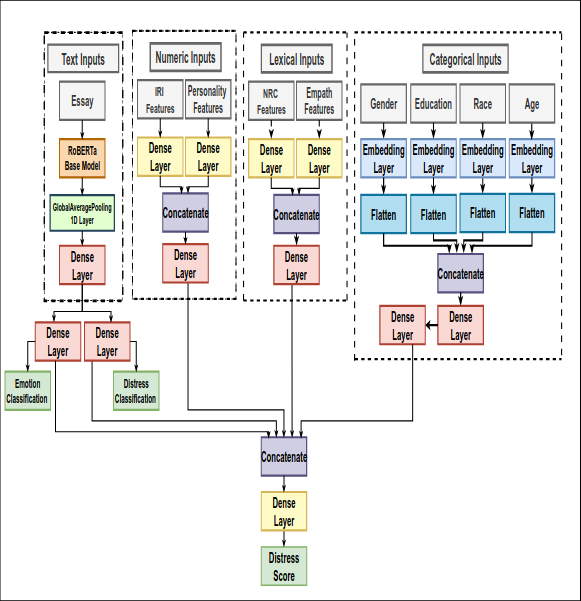 Text Inputs
Essay
RoBERTa
Base Model
GlobalAveragePooling
1D Layer
Dense
Layer
Dense
Layer
Dense
Layer
Emotion
Classification
Distress
Classification
Numeric Inputs
IRI
Features
Personality
Features
Dense
Layer
Dense
Layer
Concatenate
Dense
Layer
Lexical Inputs
NRC
Features
Empath
Features
Dense
Layer
Dense
Layer
Concatenate
Dense
Layer
Categorical Inputs
Gender
Education
Race
Age
Embedding
Layer
Embedding
Layer
Embedding
Layer
Embedding
Layer
Flatten
Flatten
Flatten
Flatten
Concatenate
Dense
Layer
Dense
Layer
Concatenate
Dense
Layer
Distress
Score